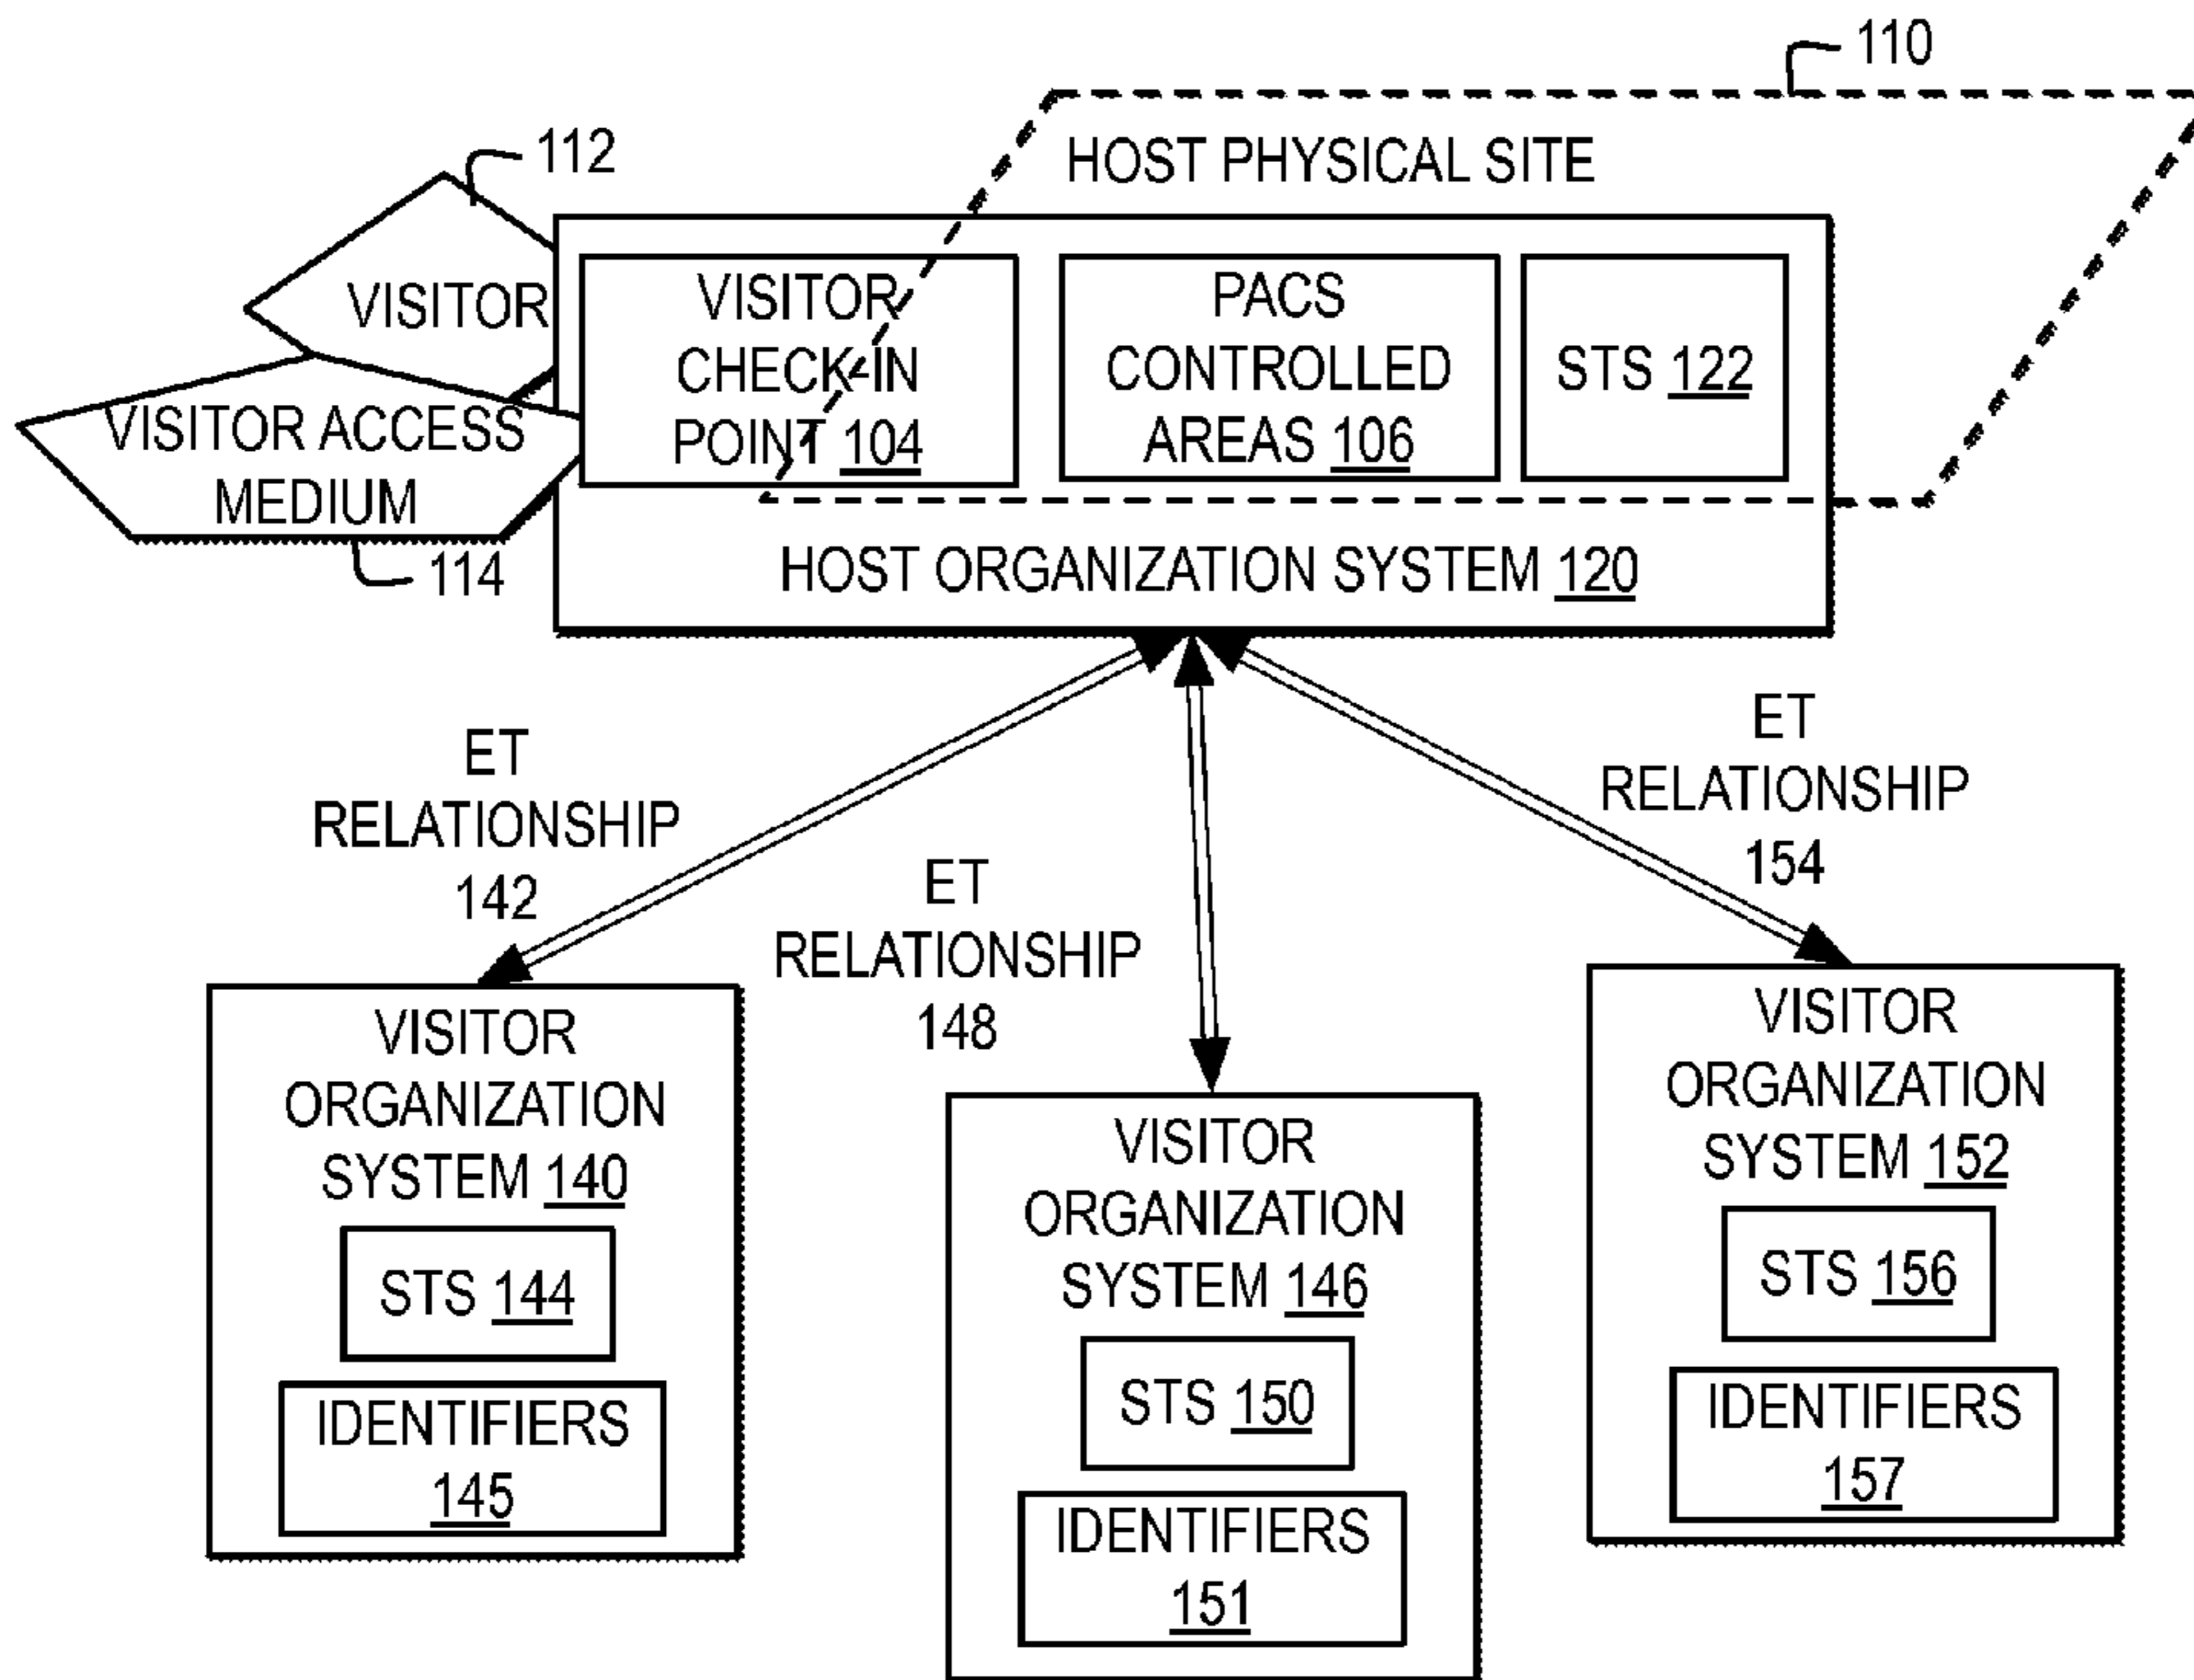 110
HOST PHYSICAL SITE
112
VISITOR
VISITOR ACCESS
MEDIUM
114
VISITOR
CHECK-IN
POINT 104
PACS
CONTROLLED
AREAS 106
STS 122
HOST ORGANIZATION SYSTEM 120
ET
RELATIONSHIP
142
ET
RELATIONSHIP
148
ET
RELATIONSHIP
154
VISITOR
ORGANIZATION
SYSTEM 140
STS 144
IDENTIFIERS
145
VISITOR
ORGANIZATION
SYSTEM 146
STS 150
IDENTIFIERS
151
VISITOR
ORGANIZATION
SYSTEM 152
STS 156
IDENTIFIERS
157